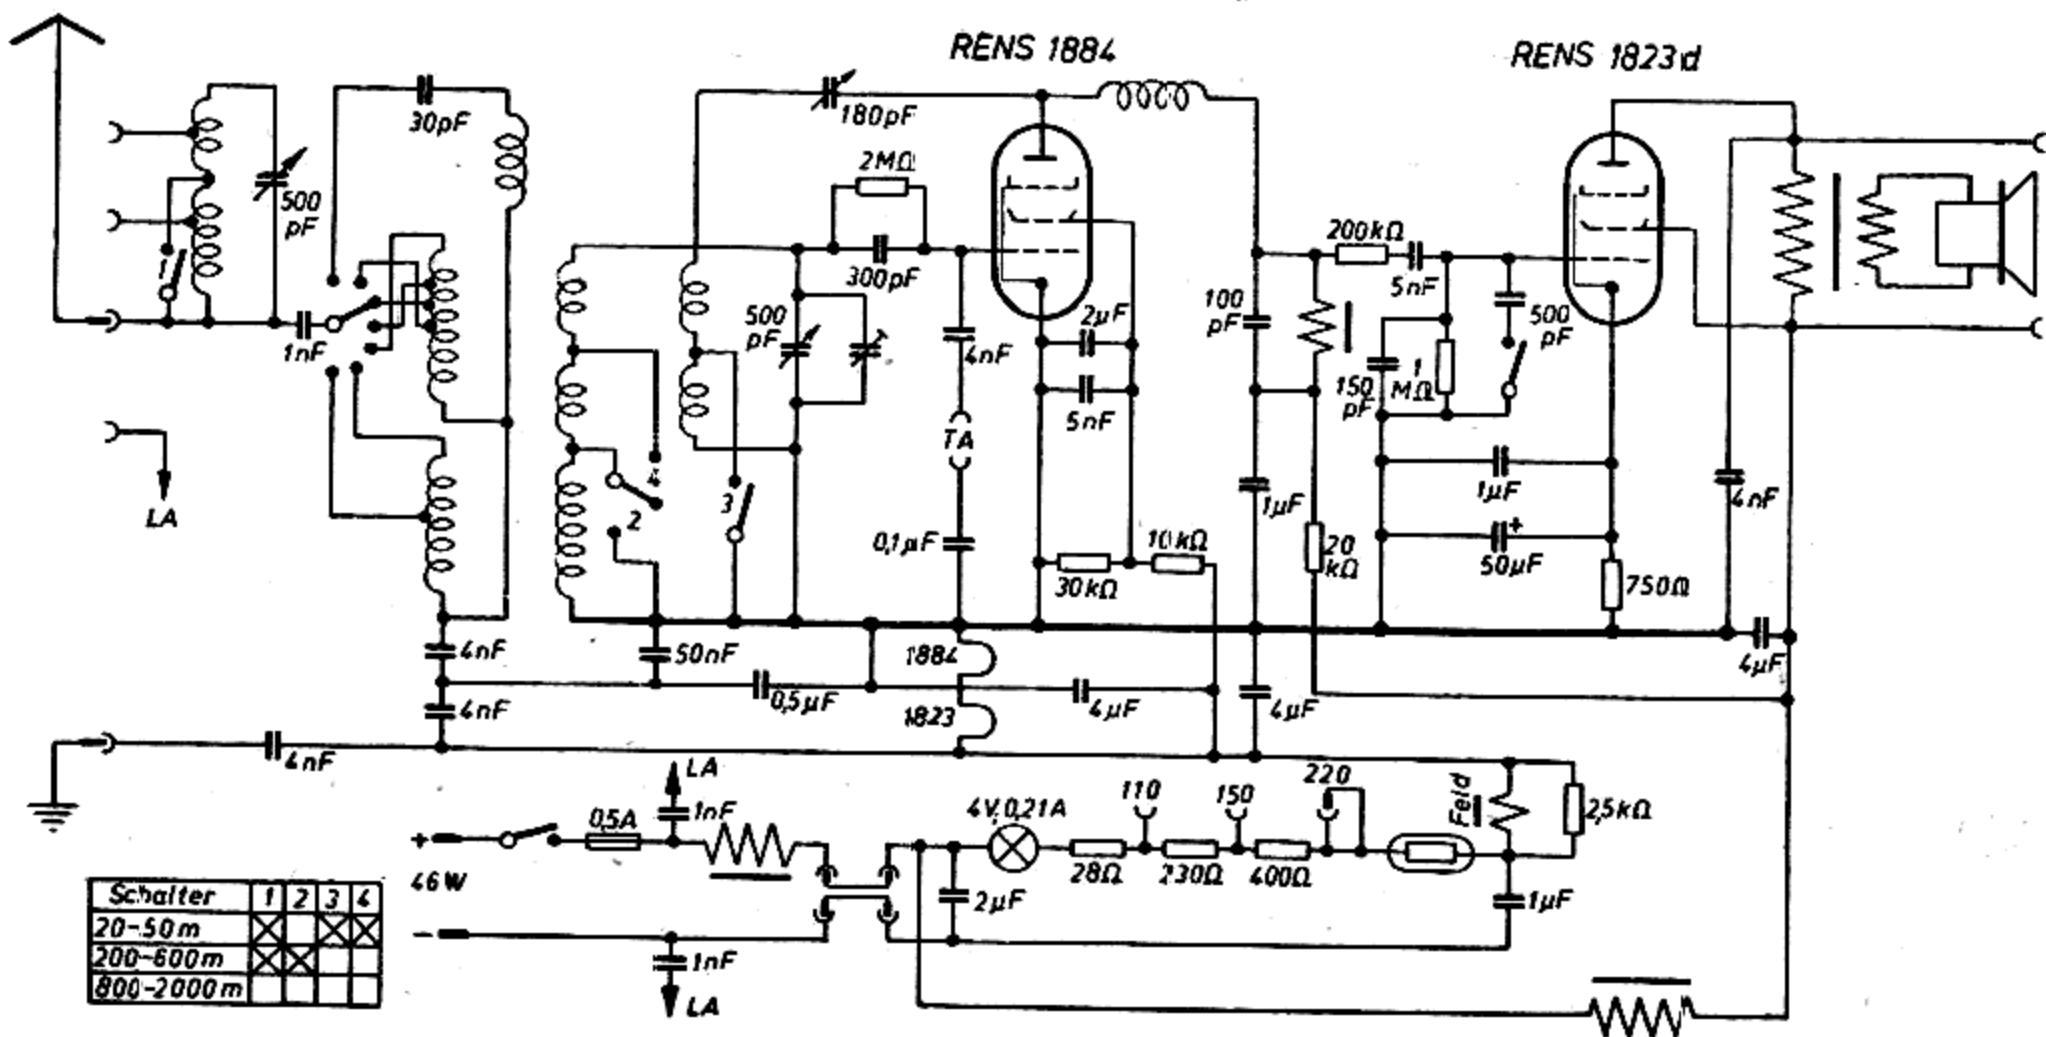 RENS 1884
RENS 1823d
30pF
180pF
2MΩ
500
pF
300pF
200kΩ
5nF
1
1nF
500
pF
2µF
4nF
5nF
100
pF
500
pF
150
pF
1
MΩ
LA
TA
4
3
2
1µF
1µF
4nF
0,1µF
10kΩ
30kΩ
20
kΩ
50µF
+
750Ω
4nF
50nF
1884
4µF
0,5µF
4µF
4µF
4nF
1823
4nF
LA
1nF
110
150
220
Feld
2,5kΩ
4V,0,21A
0,5A
+
46W
28Ω
230Ω
400Ω
2µF
1µF
-
1nF
LA
Schalter 1 2 3 4
20-50m
200-600m
800-2000m